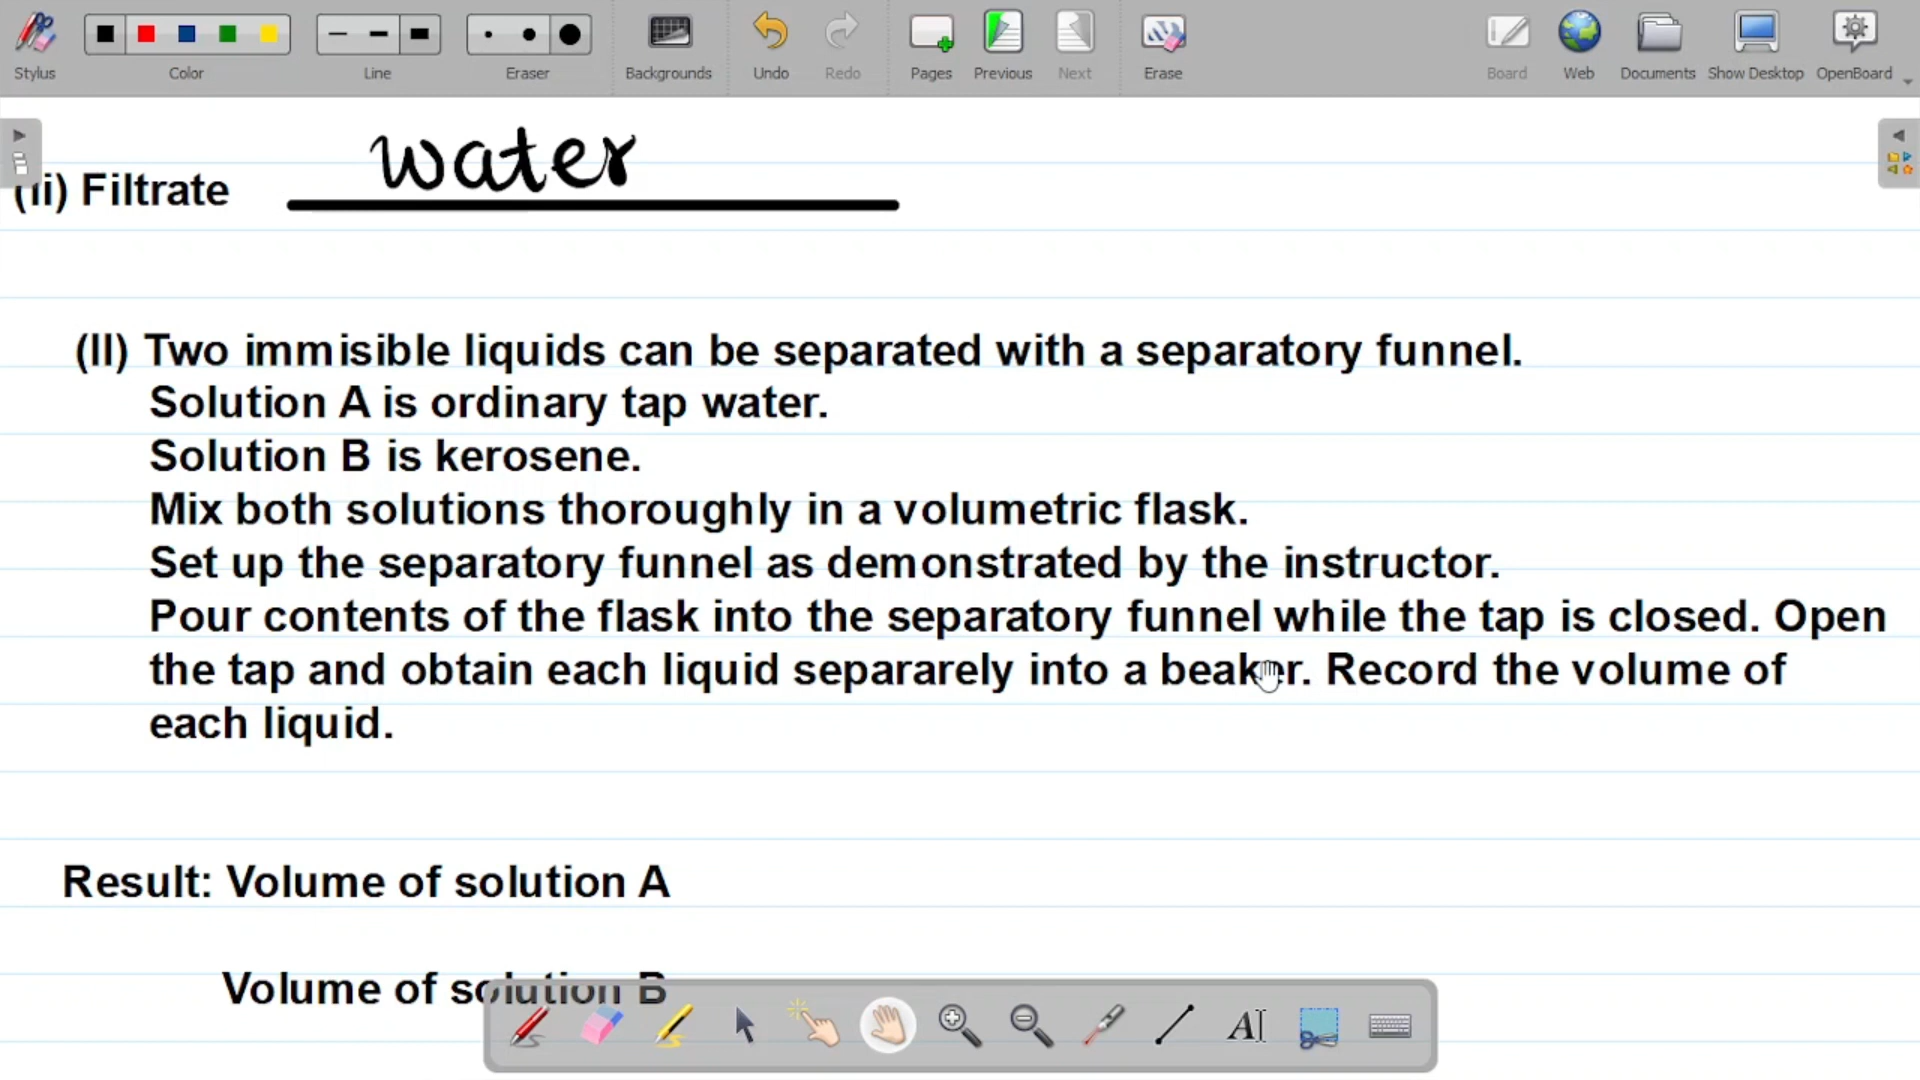 Stylus Color Line Eraser Backgrounds Undo Redo Pages Previous Next Erase Board Web Documents Show Desktop OpenBoard
water
(ii) Filtrate
(II) Two immisible liquids can be separated with a separatory funnel.
Solution A is ordinary tap water.
Solution B is kerosene.
Mix both solutions thoroughly in a volumetric flask.
Set up the separatory funnel as demonstrated by the instructor.
Pour contents of the flask into the separatory funnel while the tap is closed. Open
the tap and obtain each liquid separarely into a beaker. Record the volume of
each liquid.
Result: Volume of solution A
Volume of solution B